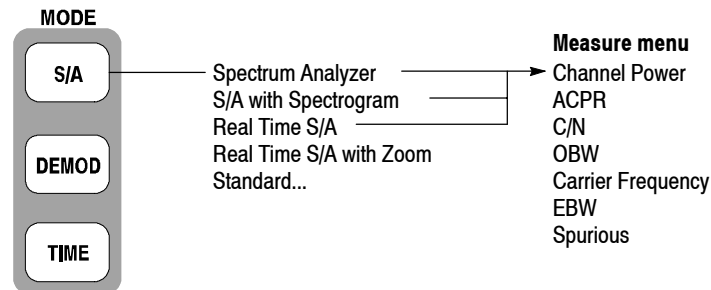 MODE
S/A
DEMOD
TIME
Spectrum Analyzer
S/A with Spectrogram
Real Time S/A
Real Time S/A with Zoom
Standard...
Measure menu
Channel Power
ACPR
C/N
OBW
Carrier Frequency
EBW
Spurious